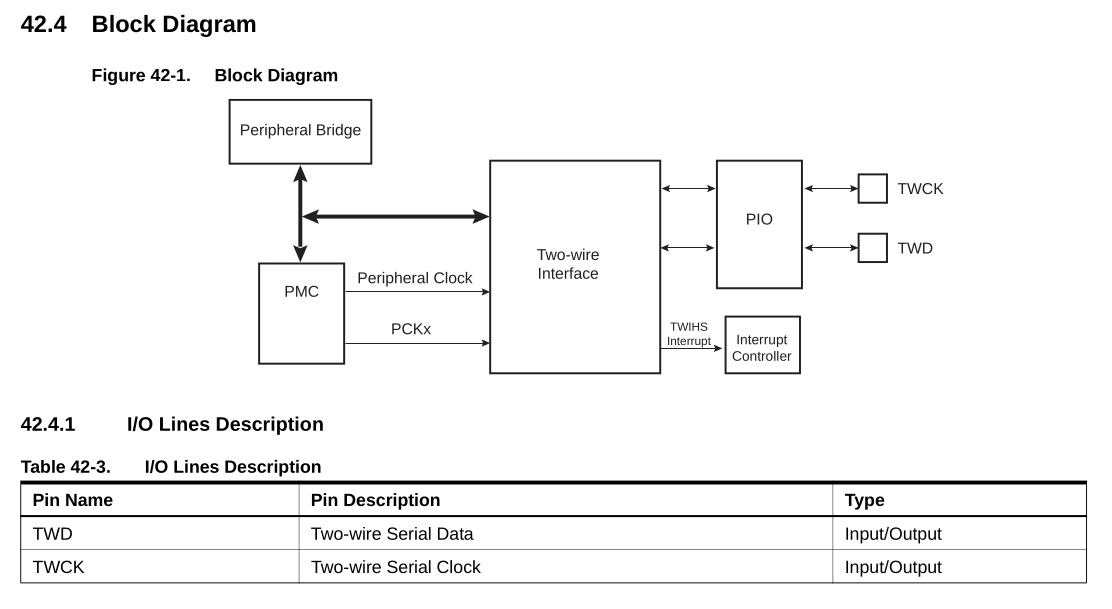 42.4 Block Diagram
Figure 42-1. Block Diagram
Peripheral Bridge
TWCK
PIO
TWD
Two-wire
Interface
Peripheral Clock
PMC
PCKx
TWIHS
Interrupt
Interrupt
Controller
42.4.1 I/O Lines Description
Table 42-3. I/O Lines Description
Pin Name Pin Description Type
TWD Two-wire Serial Data Input/Output
TWCK Two-wire Serial Clock Input/Output